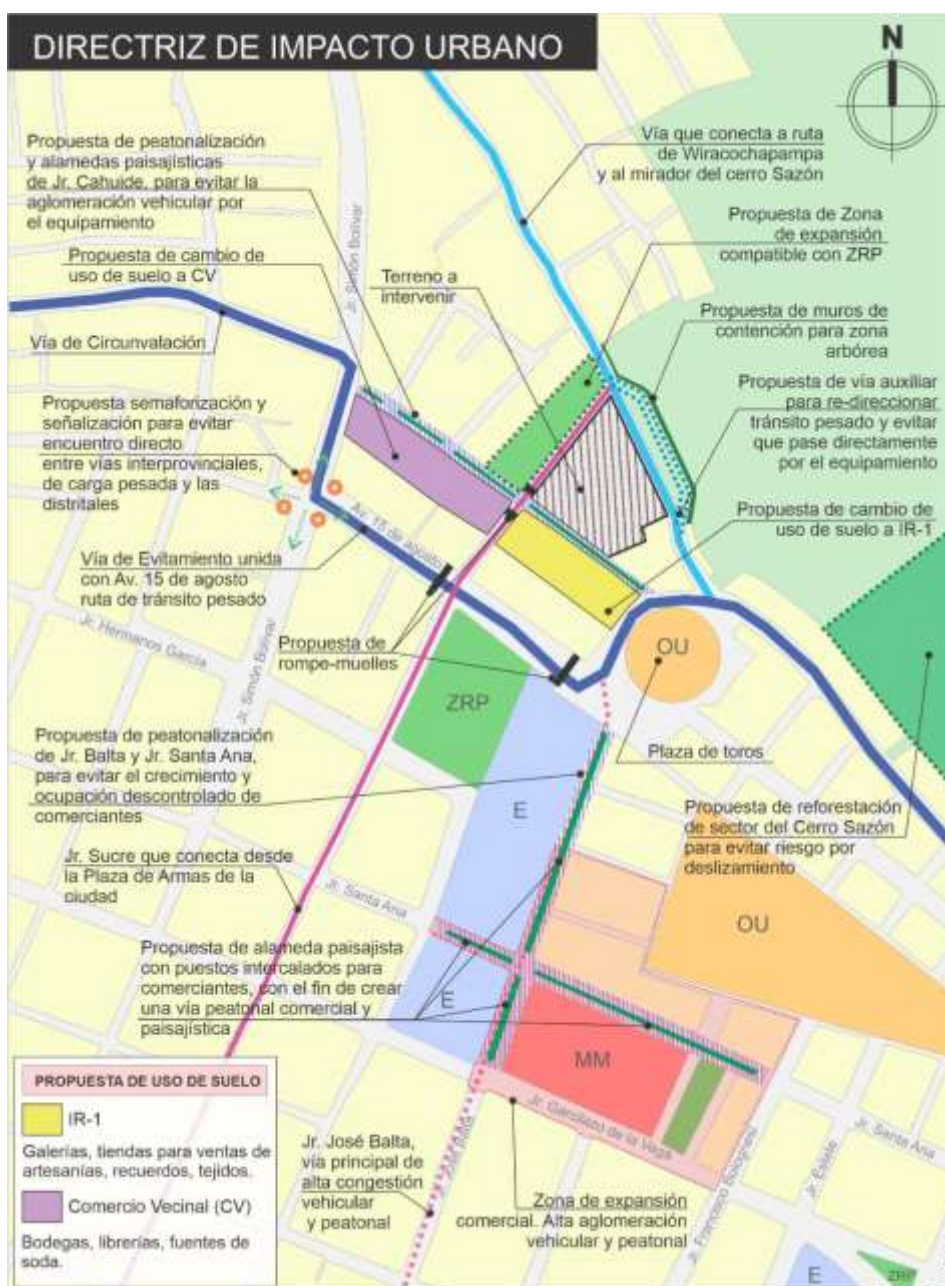 DIRECTRIZ DE IMPACTO URBANO
N
Propuesta de peatonalización
y alamedas paisajísticas
de Jr. Cahuide, para evitar la
aglomeración vehicular por
el equipamiento
Vía que conecta a ruta
de Wiracochapampa
y al mirador del cerro Sazón
Jr. Simón Bolívar
Propuesta de cambio de
uso de suelo a CV
Terreno a
intervenir
Propuesta de Zona
de expansión
compatible con ZRP
Propuesta de muros de
contención para zona
arbórea
Vía de Circunvalación
Propuesta de vía auxiliar
para re-direccionar
tránsito pesado y evitar
que pase directamente
por el equipamiento
Propuesta semaforización y
señalización para evitar
encuentro directo
entre vías interprovinciales,
de carga pesada y las
distritales
Propuesta de cambio de
uso de suelo a IR-1
Av. 15 de agosto
Vía de Evitamiento unida
con Av. 15 de agosto
ruta de tránsito pesado
Jr. Hermanos García
Jr. Simón Bolívar
Propuesta de
rompe-muelles
OU
ZRP
Plaza de toros
Propuesta de peatonalización
de Jr. Balta y Jr. Santa Ana,
para evitar el crecimiento y
ocupación descontrolado de
comerciantes
E
Propuesta de reforestación
de sector del Cerro Sazón
para evitar riesgo por
deslizamiento
Jr. Sucre que conecta desde
la Plaza de Armas de la
ciudad
Jr. Santa Ana
OU
Propuesta de alameda paisajista
con puestos intercalados para
comerciantes, con el fin de crear
una vía peatonal comercial y
paisajística
E
MM
PROPUESTA DE USO DE SUELO
IR-1
Galerías, tiendas para ventas de
artesanías, recuerdos, tejidos.
Comercio Vecinal (CV)
Bodegas, librerías, fuentes de
soda.
Jr. José Balta,
vía principal de
alta congestión
vehicular
y peatonal
Jr. Garcilazo de la Vega
Zona de expansión
comercial. Alta aglomeración
vehicular y peatonal
Jr. Francisco Bolognesi
Jr. Santa Ana
E
ZRP